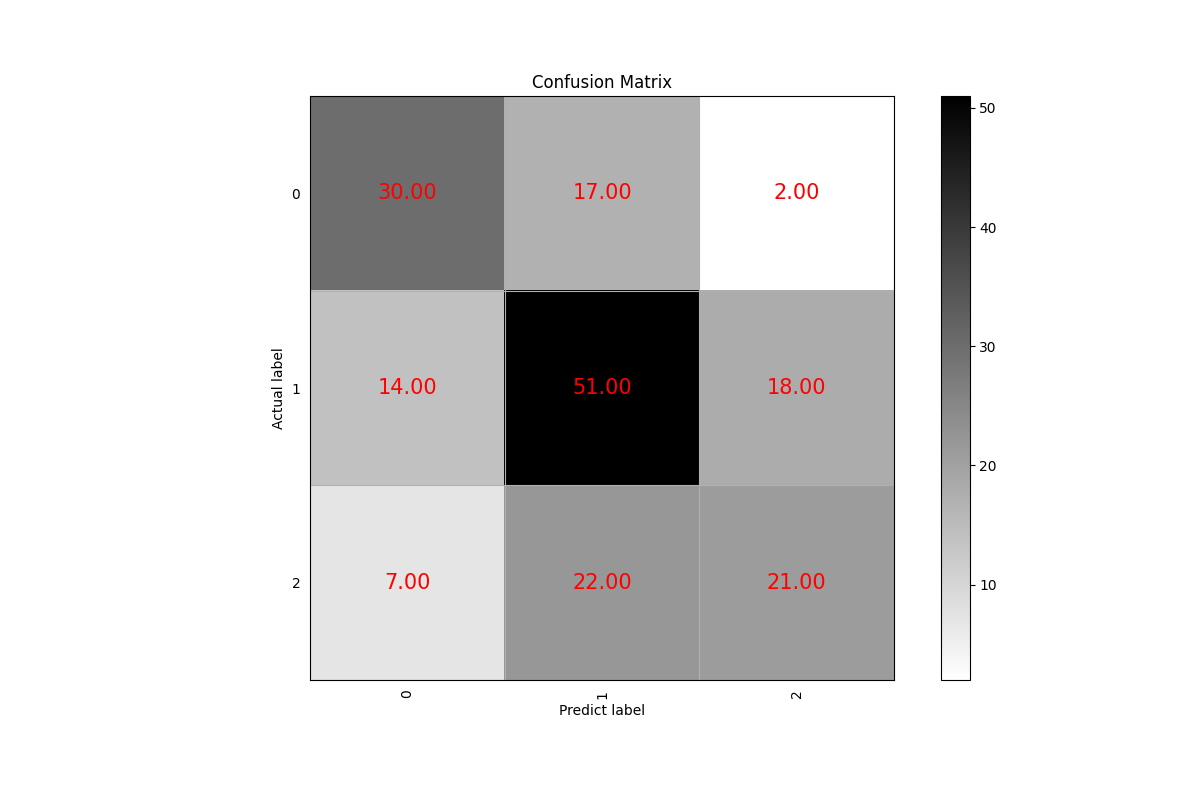 Confusion Matrix
0 30.00 17.00 2.00
Actual label
1 14.00 51.00 18.00
2 7.00 22.00 21.00
0 1 2
Predict label
50
40
30
20
10